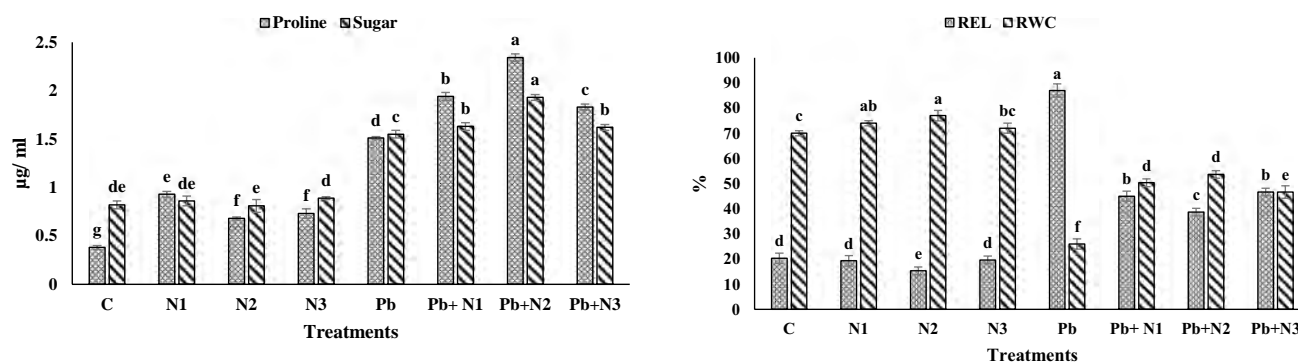 Proline Sugar
2.5
2
1.5
1
0.5
0
µg/ ml
g de e de f e f d d c b b a a c b
C N1 N2 N3 Pb Pb+ N1 Pb+N2 Pb+N3
Treatments
REL RWC
100
90
80
70
60
50
40
30
20
10
0
%
d c d ab e a d bc a f b d c d b e
C N1 N2 N3 Pb Pb+ N1 Pb+N2 Pb+N3
Treatments